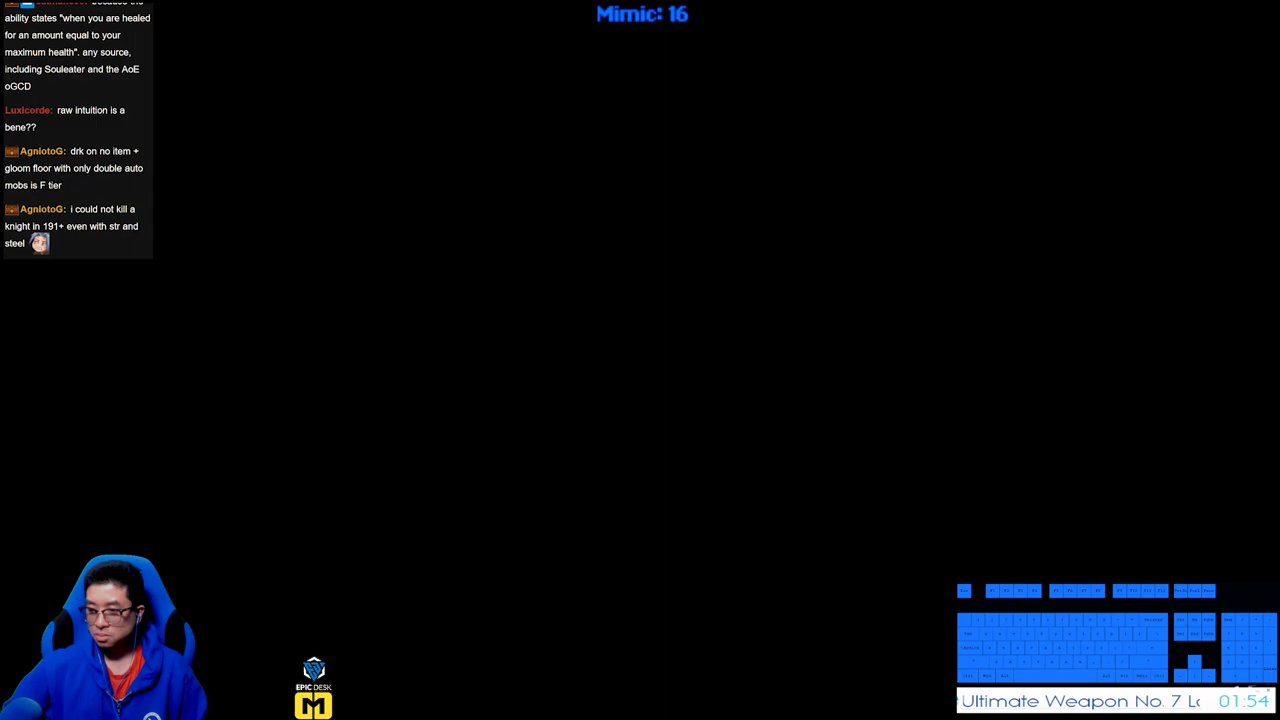 Mimic: 16
ability states "when you are healed
for an amount equal to your
maximum health". any source,
including Souleater and the AoE
oGCD
Luxicorde: raw intuition is a
bene??
AgniotoG: drk on no item +
gloom floor with only double auto
mobs is F tier
AgniotoG: i could not kill a
knight in 191+ even with str and
steel
EPIC DESK
M
Ultimate Weapon No. 7 Lo
01:54